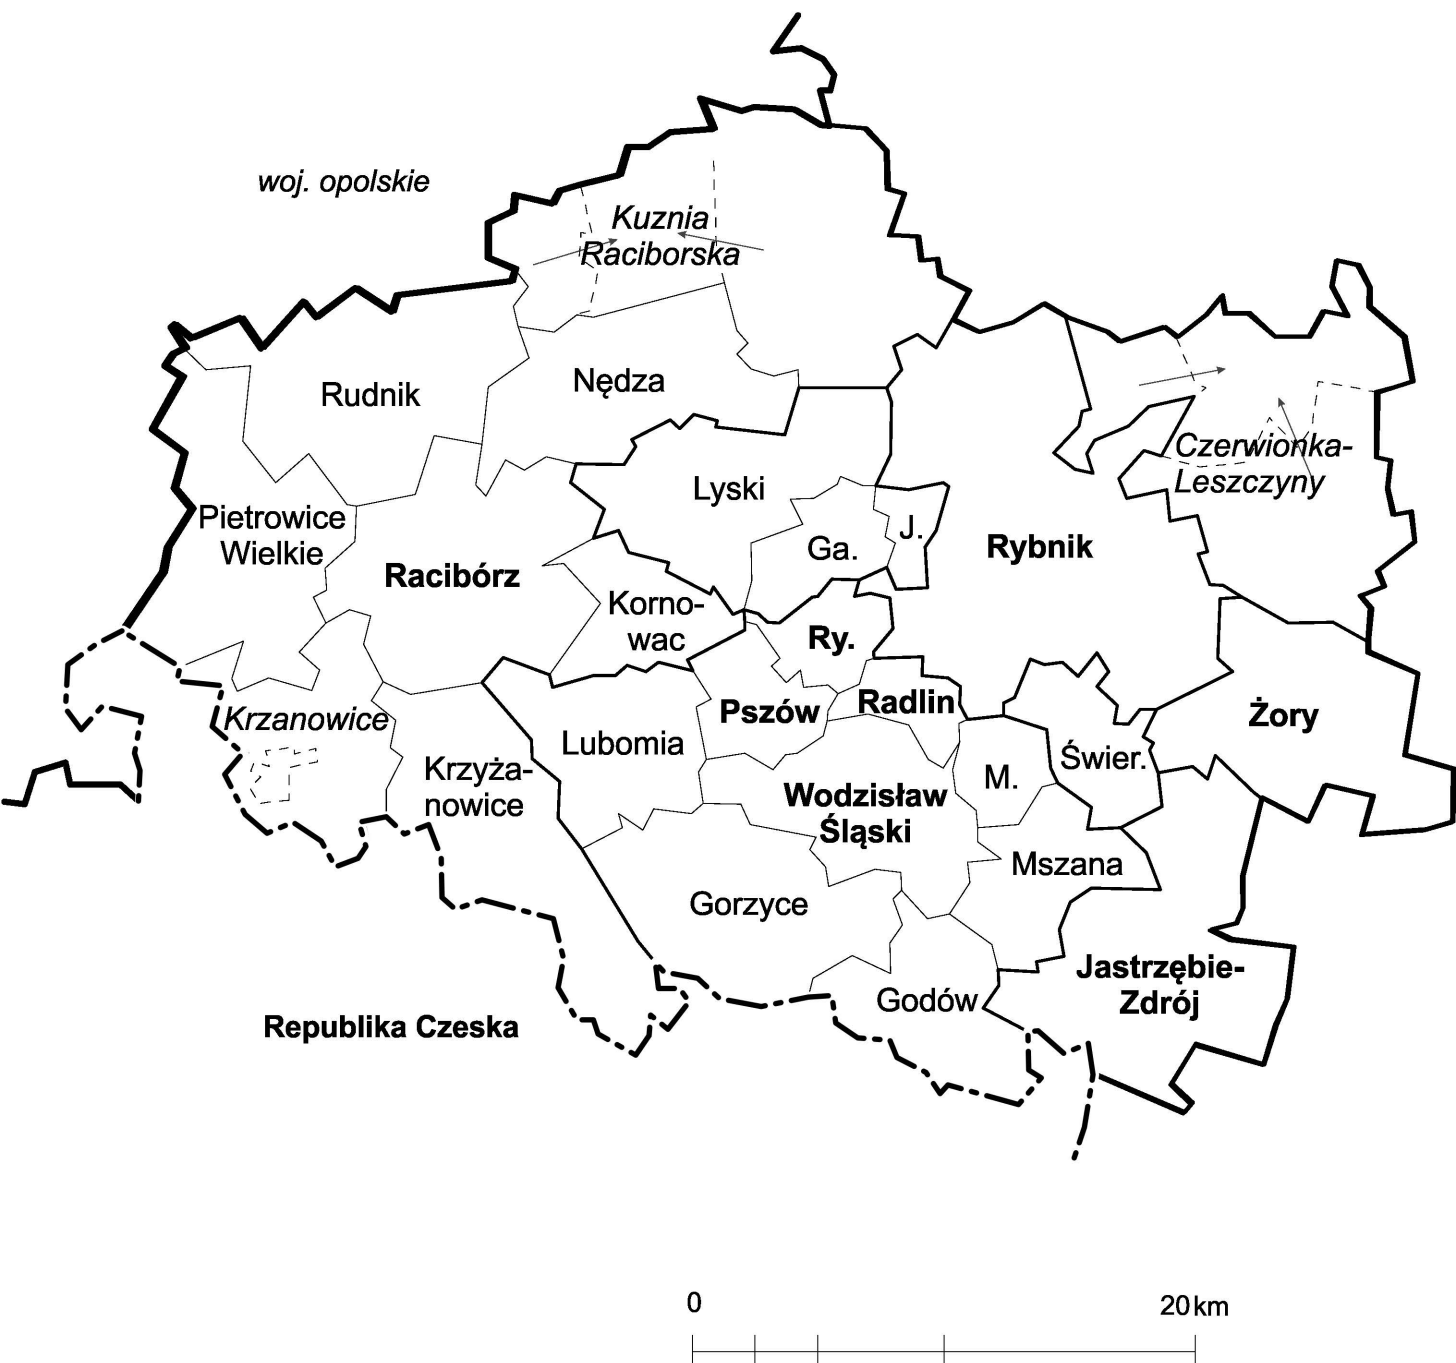 woj. opolskie
Kuznia
Raciborska
Rudnik
Nędza
Czerwionka-
Leszczyny
Lyski
Pietrowice
Wielkie
J.
Ga.
Rybnik
Racibórz
Korno-
wac
Ry.
Radlin
Pszów
Żory
Krzanowice
Lubomia
Świer.
Krzyża-
nowice
M.
Wodzisław
Śląski
Mszana
Gorzyce
Jastrzębie-
Zdrój
Godów
Republika Czeska
0
20 km